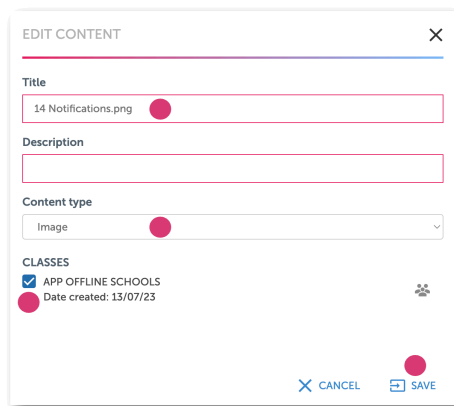 EDIT CONTENT
Title
14 Notifications.png
Description
Content type
Image
CLASSES
APP OFFLINE SCHOOLS
Date created: 13/07/23
CANCEL
SAVE